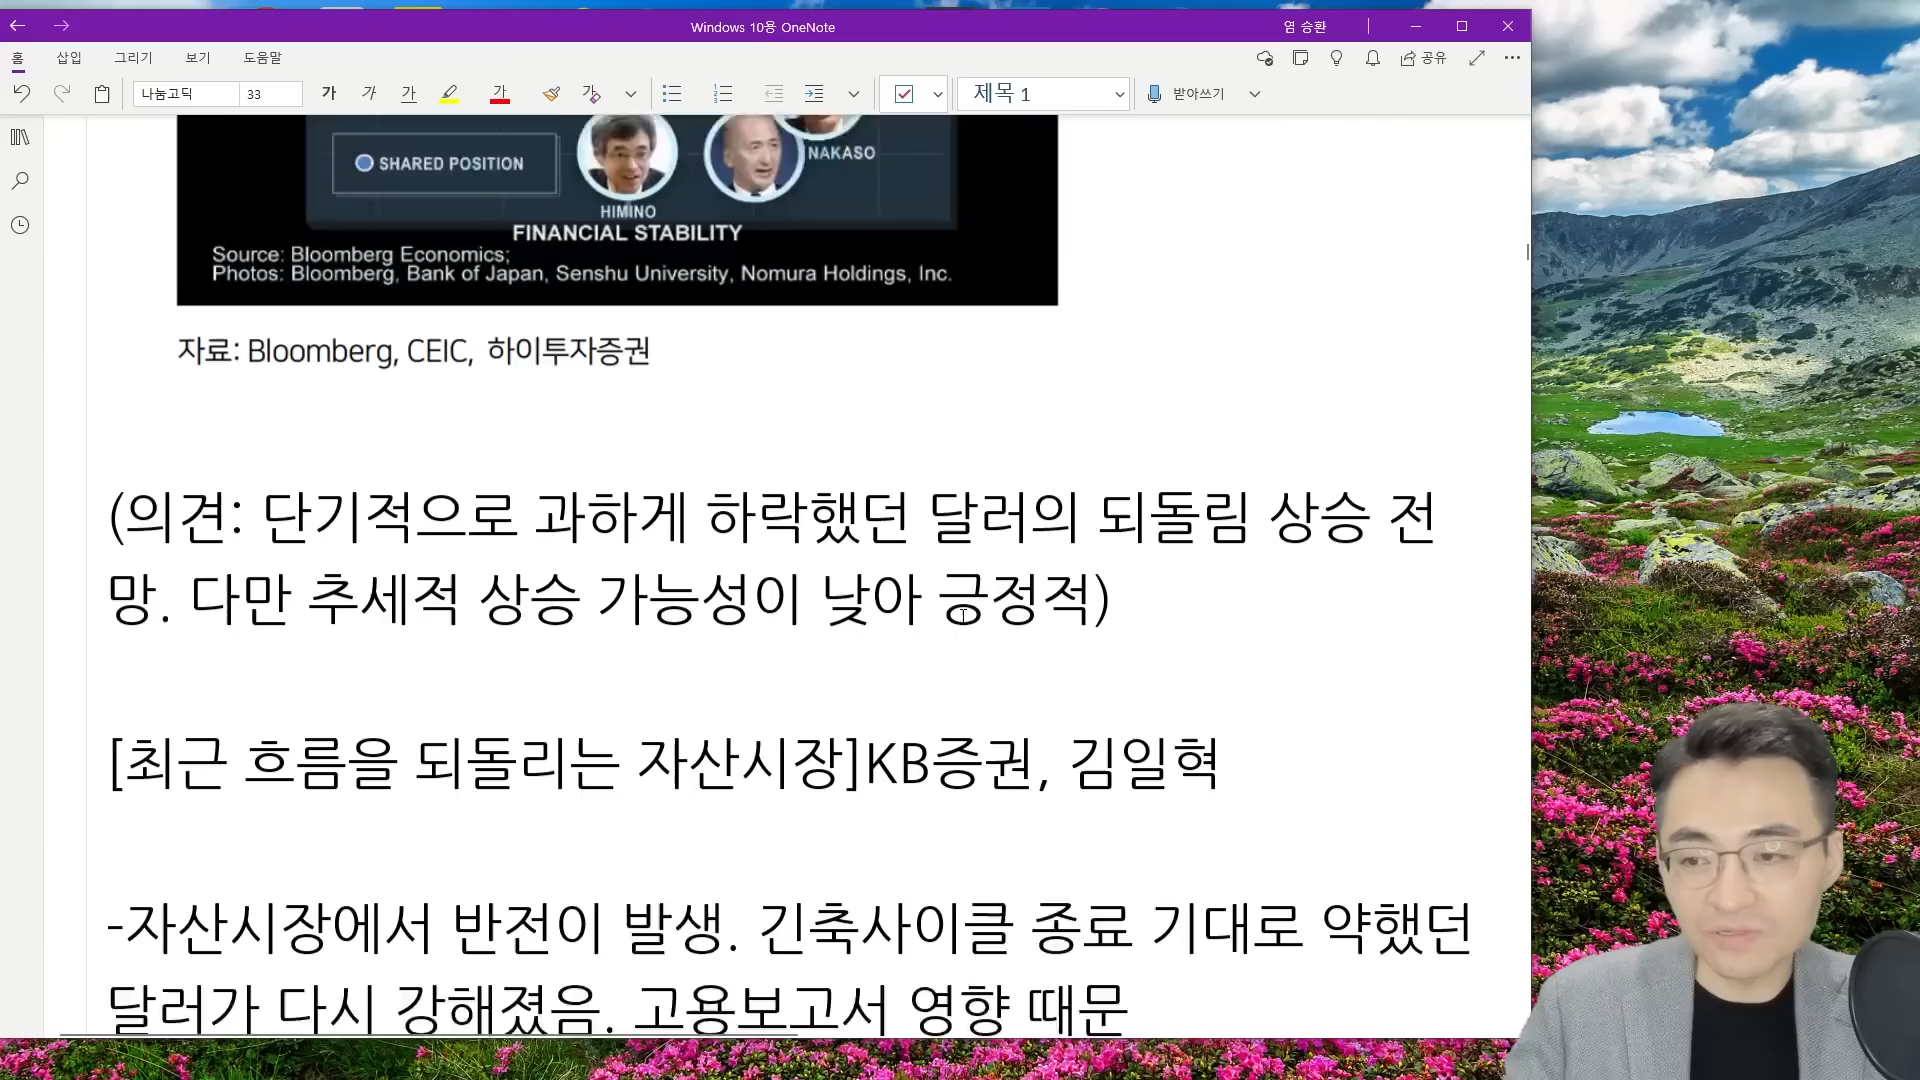 Windows 10용 OneNote
염 승환
홈 삽입 그리기 보기 도움말
공유
나눔고딕 33 가 가 가 가 가 제목 1 받아쓰기
SHARED POSITION
NAKASO
HIMINO
FINANCIAL STABILITY
Source: Bloomberg Economics;
Photos: Bloomberg, Bank of Japan, Senshu University, Nomura Holdings, Inc.
자료: Bloomberg, CEIC, 하이투자증권
(의견: 단기적으로 과하게 하락했던 달러의 되돌림 상승 전
망. 다만 추세적 상승 가능성이 낮아 긍정적)
[최근 흐름을 되돌리는 자산시장]KB증권, 김일혁
-자산시장에서 반전이 발생. 긴축사이클 종료 기대로 약했던
달러가 다시 강해졌음. 고용보고서 영향 때문